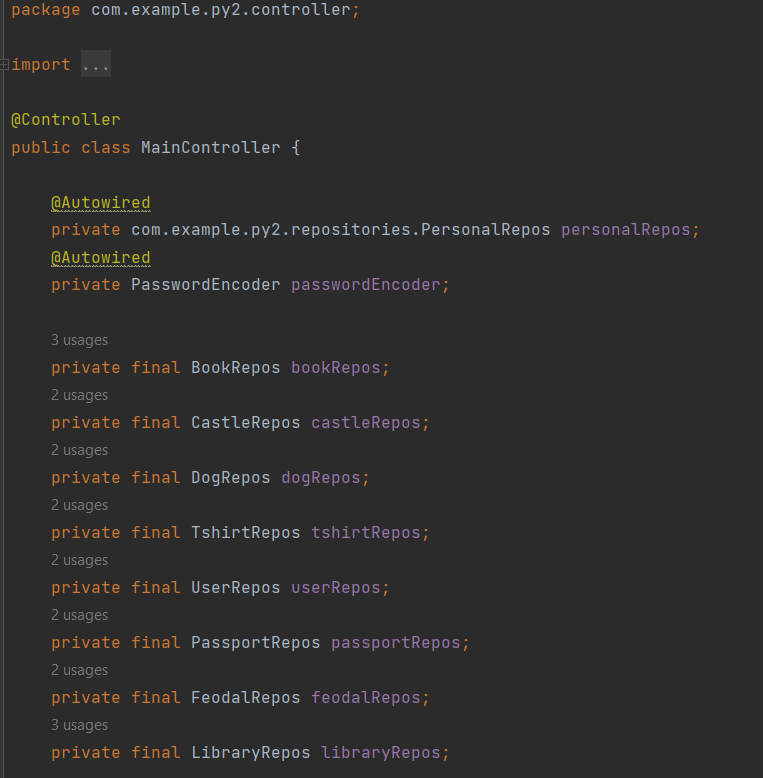 package com.example.py2.controller;
import ...
@Controller
public class MainController {
@Autowired
private com.example.py2.repositories.PersonalRepos personalRepos;
@Autowired
private PasswordEncoder passwordEncoder;
3 usages
private final BookRepos bookRepos;
2 usages
private final CastleRepos castleRepos;
2 usages
private final DogRepos dogRepos;
2 usages
private final TshirtRepos tshirtRepos;
2 usages
private final UserRepos userRepos;
2 usages
private final PassportRepos passportRepos;
2 usages
private final FeodalRepos feodalRepos;
3 usages
private final LibraryRepos libraryRepos;